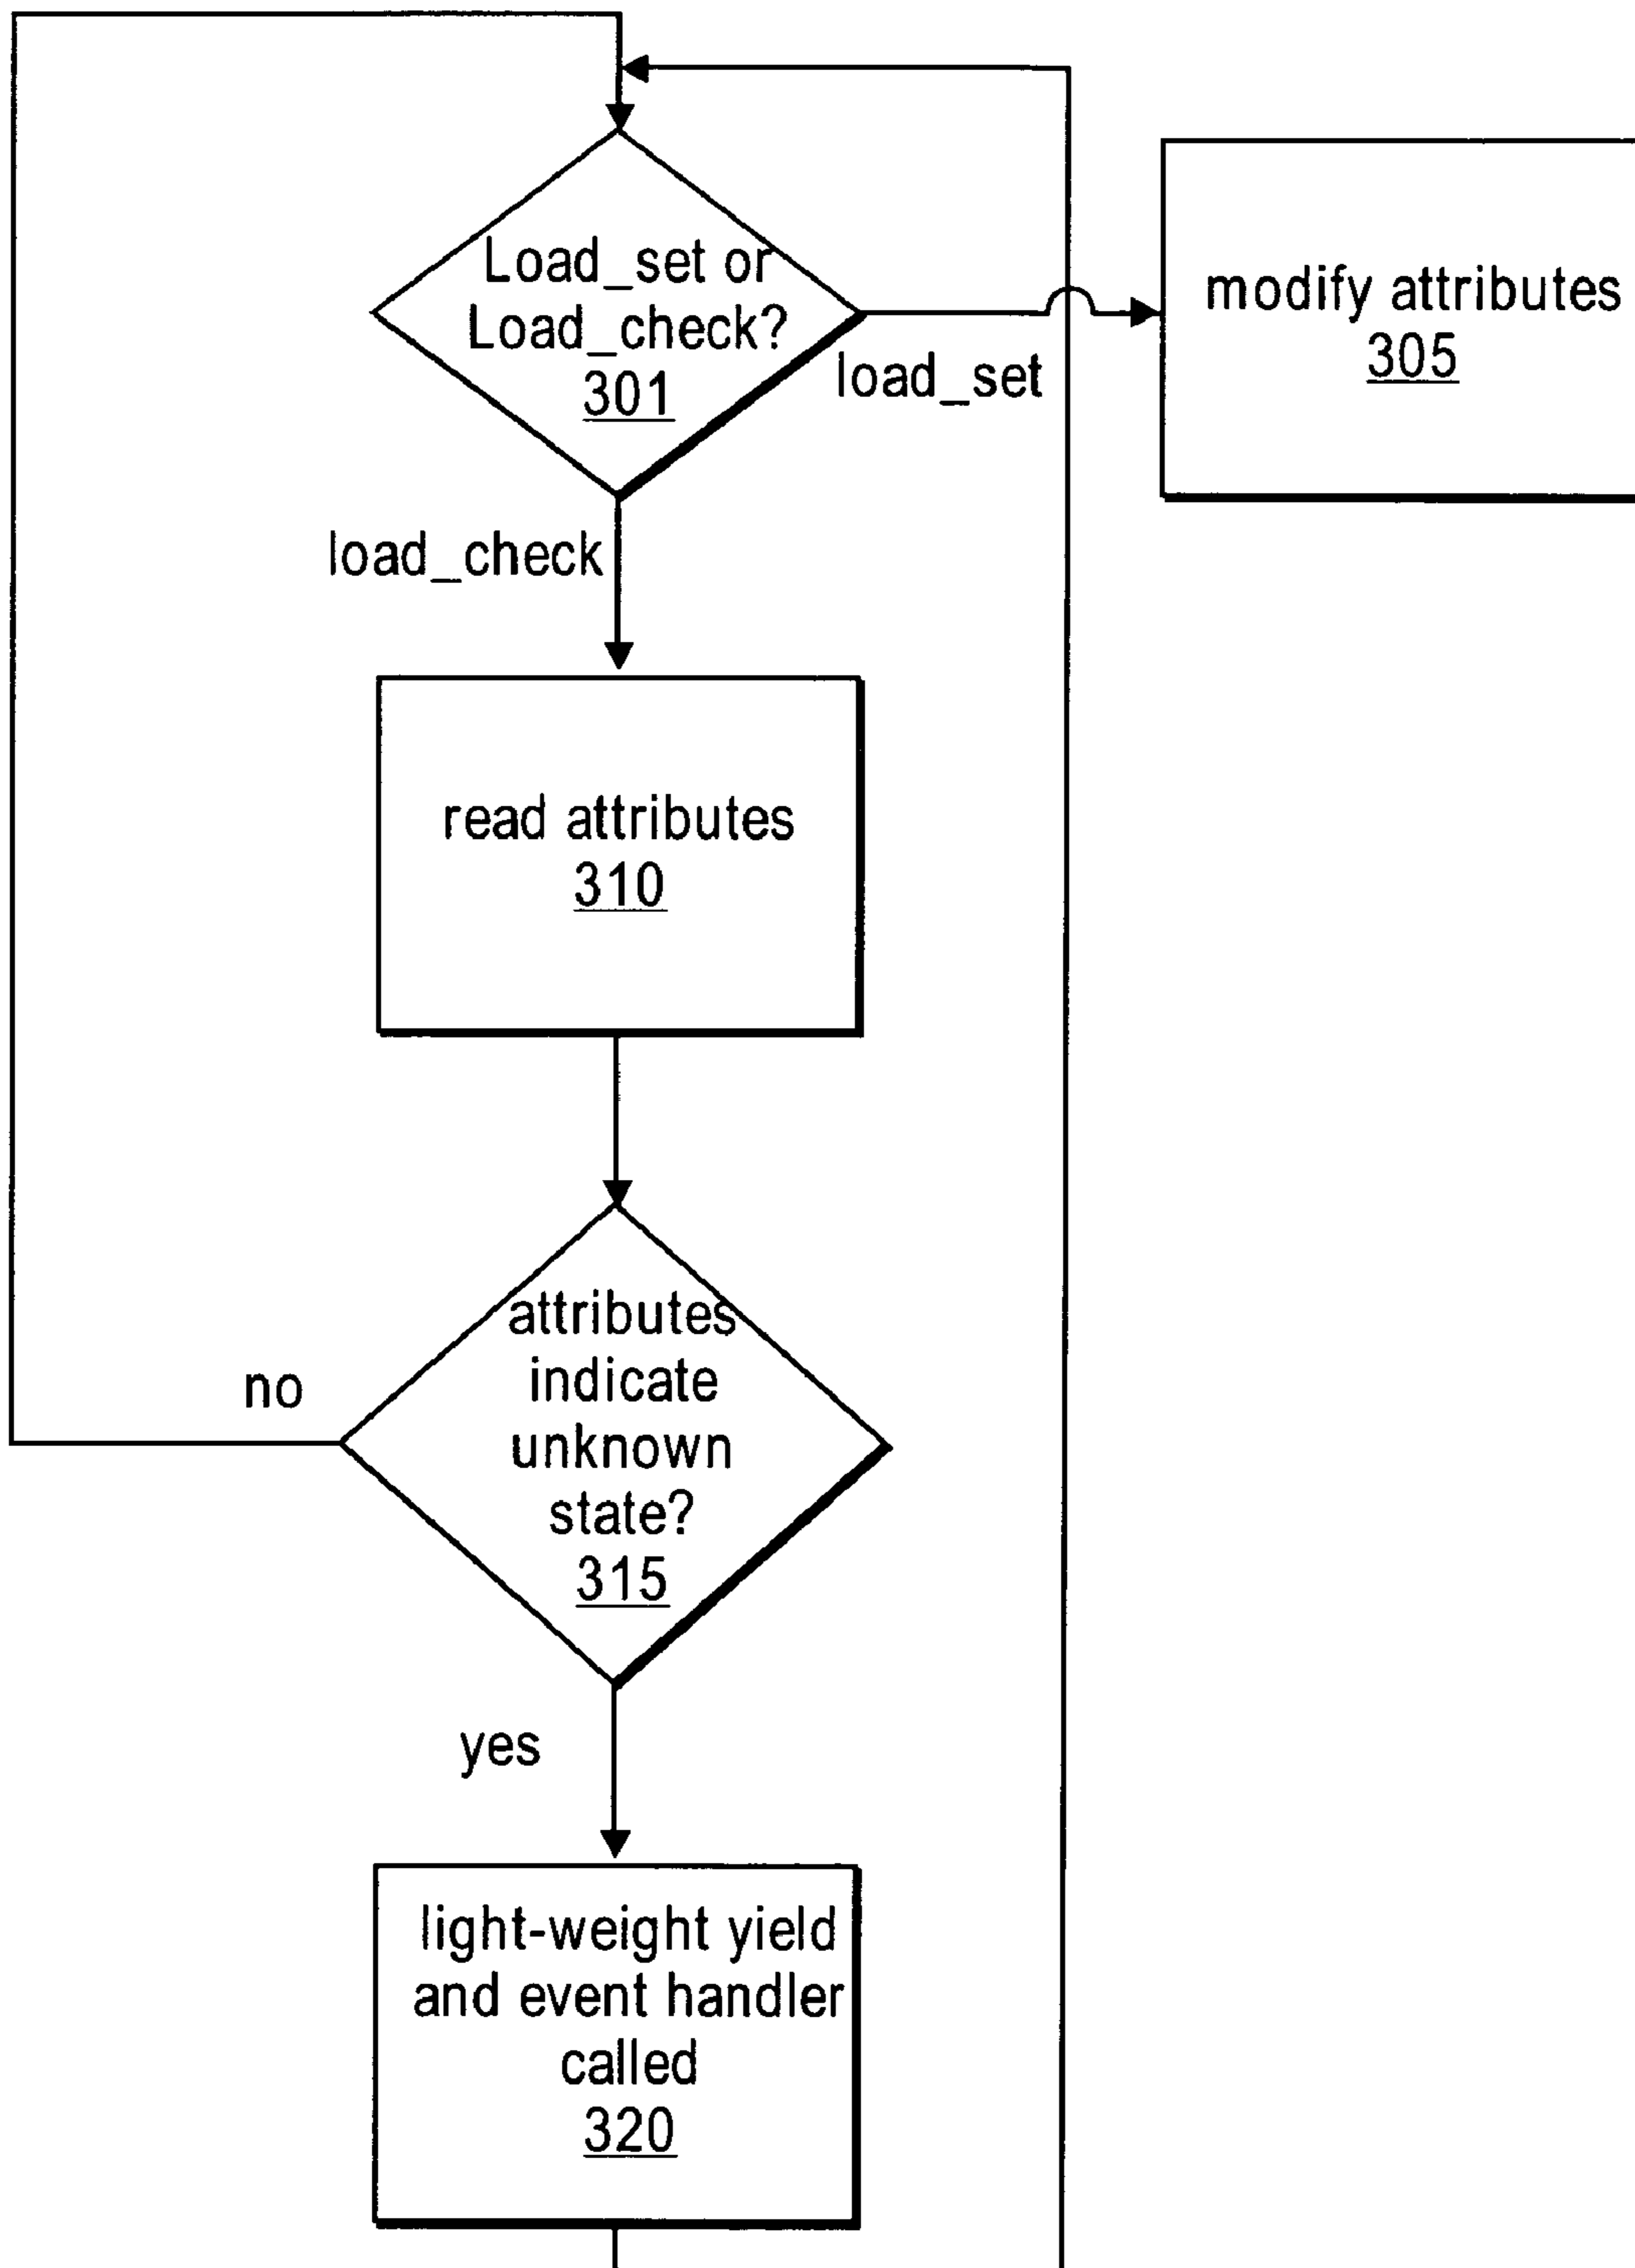 Load_set or
Load_check?
301
load_set
modify attributes
305
load_check
read attributes
310
attributes
indicate
unknown
state?
315
no
yes
light-weight yield
and event handler
called
320